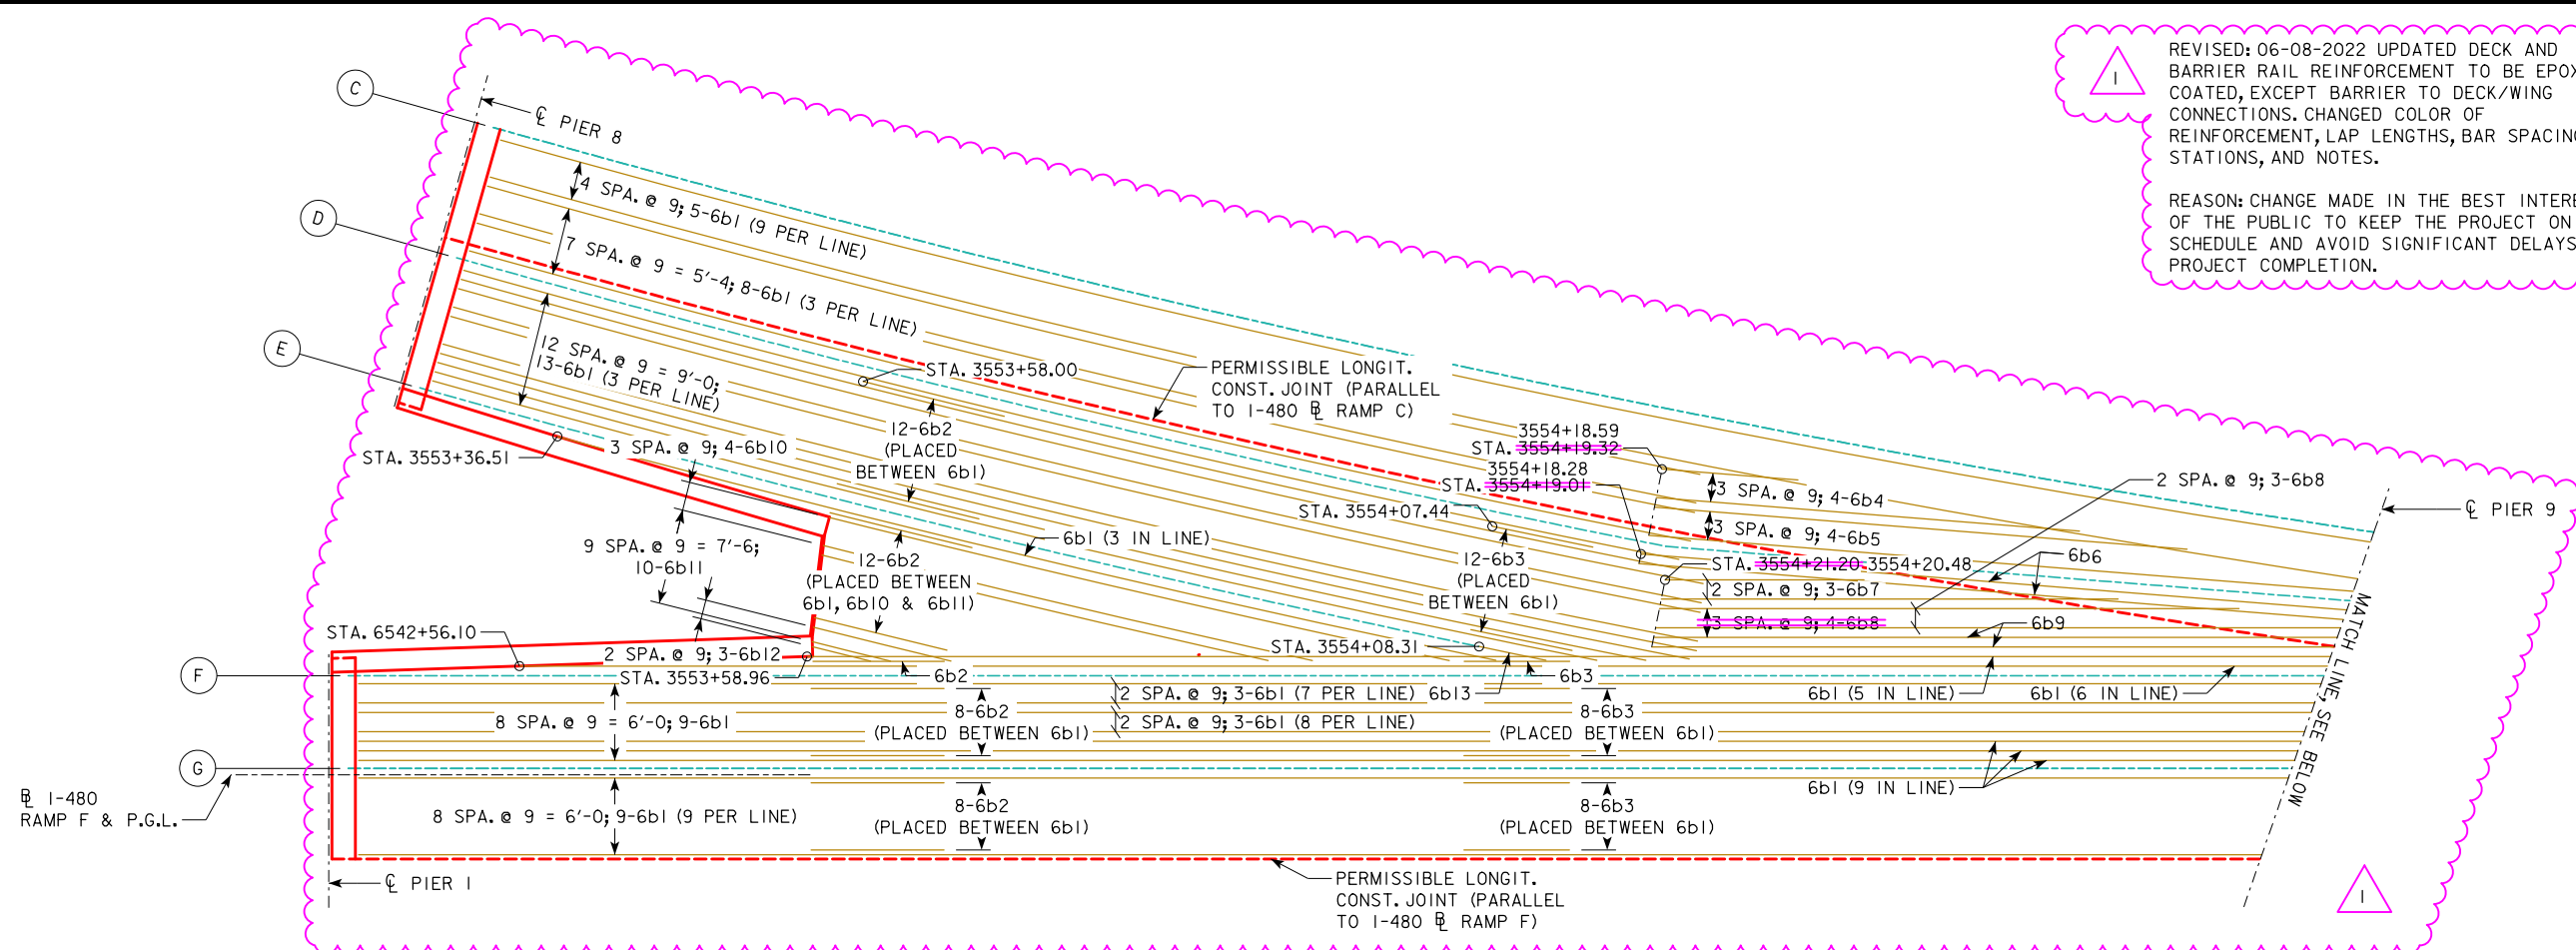 REVISED: 06-08-2022 UPDATED DECK AND
BARRIER RAIL REINFORCEMENT TO BE
COATED, EXCEPT BARRIER TO DECK/WING
CONNECTIONS. CHANGED COLOR OF
REINFORCEMENT, LAP LENGTHS, BAR
STATIONS, AND NOTES.
REASON: CHANGE MADE IN THE BEST
OF THE PUBLIC TO KEEP THE PROJECT ON
SCHEDULE AND AVOID SIGNIFICANT DELAYS
PROJECT COMPLETION.
1
C
℄ PIER 8
D
E
4 SPA. @ 9; 5-6b1 (9 PER LINE)
7 SPA. @ 9 = 5'-4; 8-6b1 (3 PER LINE)
12 SPA. @ 9 = 9'-0;
13-6b1 (3 PER LINE)
STA. 3553+58.00
PERMISSIBLE LONGIT.
CONST. JOINT (PARALLEL
TO I-480 ℄ RAMP C)
STA. 3553+36.51
3 SPA. @ 9; 4-6b10
12-6b2
(PLACED
BETWEEN 6b1)
3554+18.59
STA. 3554+19.32
3554+18.28
STA. 3554+19.01
STA. 3554+07.44
3 SPA. @ 9; 4-6b4
3 SPA. @ 9; 4-6b5
2 SPA. @ 9; 3-6b8
℄ PIER 9
9 SPA. @ 9 = 7'-6;
10-6b11
12-6b2
(PLACED BETWEEN
6b1, 6b10 & 6b11)
6b1 (3 IN LINE)
12-6b3
(PLACED
BETWEEN 6b1)
STA. 3554+21.20 3554+20.48
6b6
2 SPA. @ 9; 3-6b7
3 SPA. @ 9; 4-6b8
6b9
STA. 6542+56.10
2 SPA. @ 9; 3-6b12
STA. 3553+58.96
STA. 3554+08.31
F
6b2
6b3
2 SPA. @ 9; 3-6b1 (7 PER LINE)
6b13
6b1 (5 IN LINE)
6b1 (6 IN LINE)
8 SPA. @ 9 = 6'-0; 9-6b1
8-6b2
(PLACED BETWEEN 6b1)
2 SPA. @ 9; 3-6b1 (8 PER LINE)
8-6b3
(PLACED BETWEEN 6b1)
MATCH LINE, SEE BELOW
G
℄ I-480
RAMP F & P.G.L.
8 SPA. @ 9 = 6'-0; 9-6b1 (9 PER LINE)
8-6b2
(PLACED BETWEEN 6b1)
8-6b3
(PLACED BETWEEN 6b1)
6b1 (9 IN LINE)
℄ PIER 1
PERMISSIBLE LONGIT.
CONST. JOINT (PARALLEL
TO I-480 ℄ RAMP F)
1